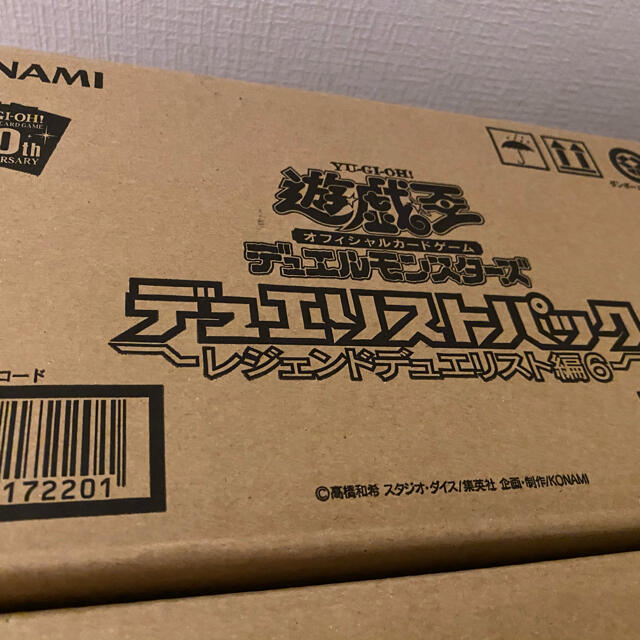 KONAMI
YU-GI-OH!
CARD GAME
20th
ANNIVERSARY
YU-GI-OH!
遊戯王
オフィシャルカードゲーム
デュエルモンスターズ
デュエリストパック
～レジェンドデュエリスト編6～
コード
172201
©高橋和希 スタジオ・ダイス/集英社 企画・制作/KONAMI